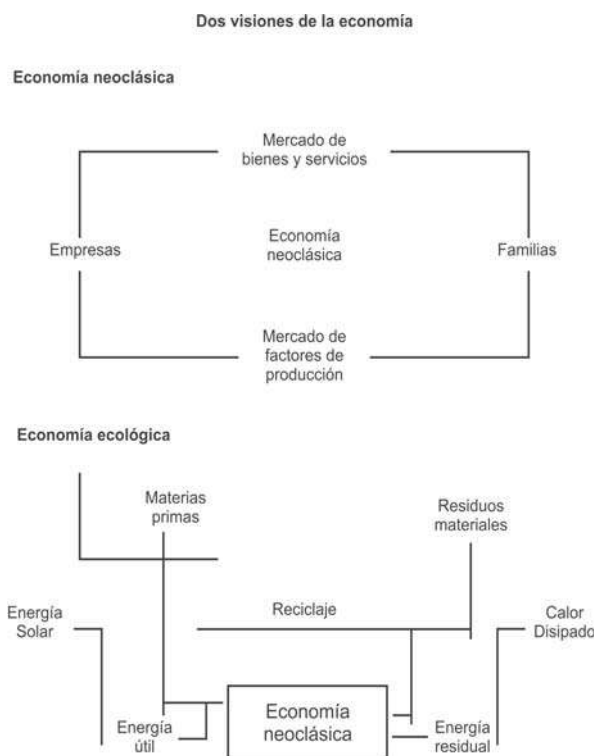 Dos visiones de la economía
Economía neoclásica
Mercado de
bienes y servicios
Empresas
Economía
neoclásica
Familias
Mercado de
factores de
producción
Economía ecológica
Materias
primas
Residuos
materiales
Energía
Solar
Reciclaje
Calor
Disipado
Energía
útil
Economía
neoclásica
Energía
residual